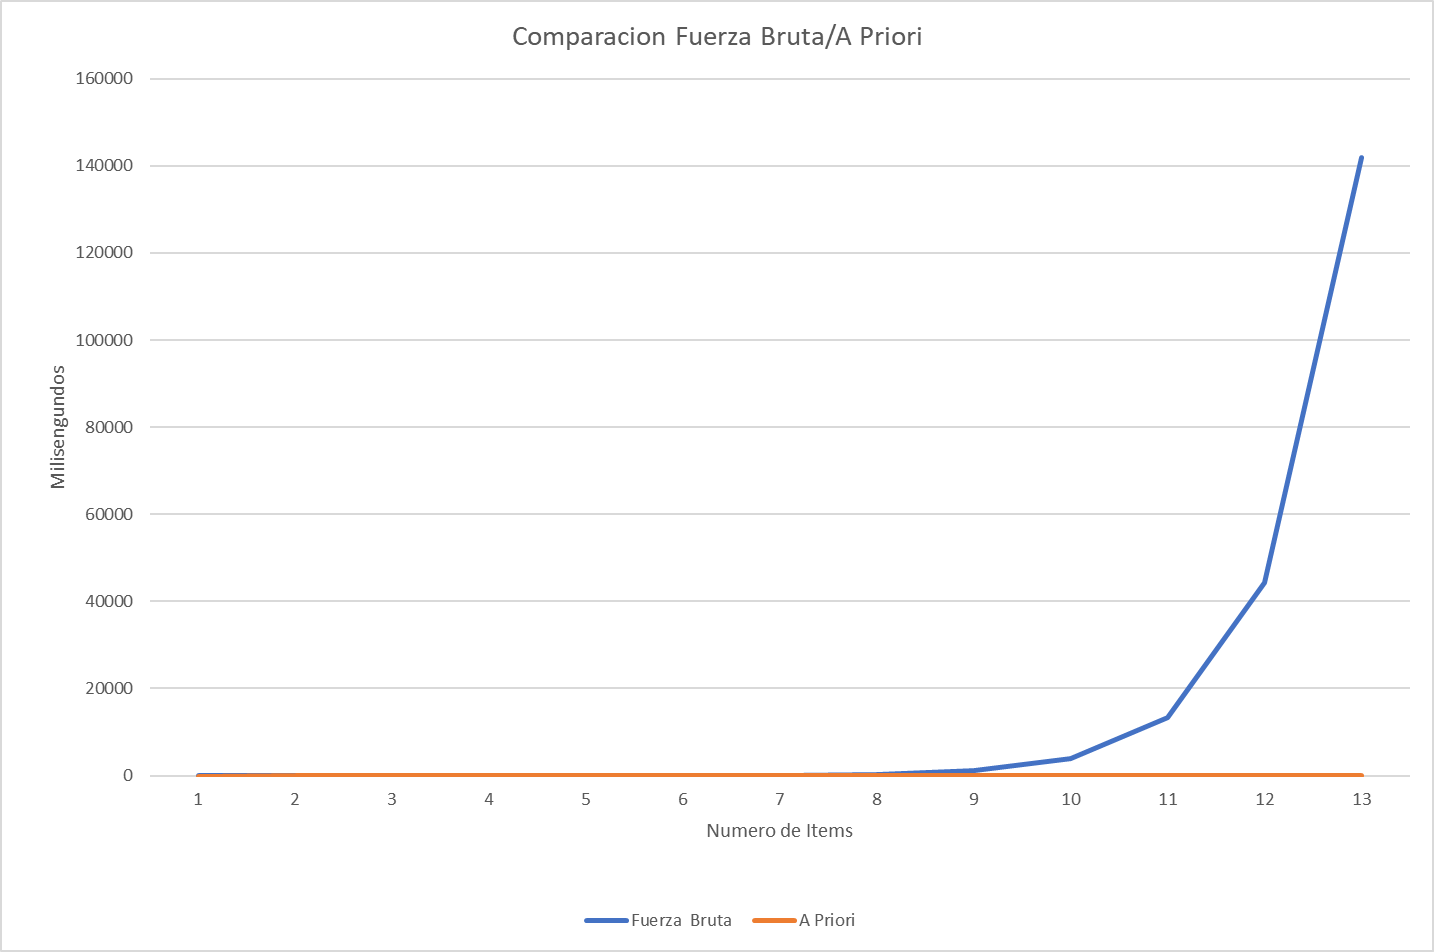 Comparacion Fuerza Bruta/A Priori
160000
140000
120000
100000
80000
60000
40000
20000
0
Milisengundos
1 2 3 4 5 6 7 8 9 10 11 12 13
Numero de Items
Fuerza Bruta A Priori